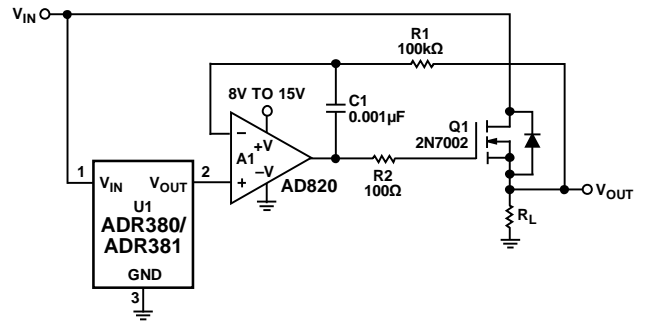 VIN
R1
100kΩ
8V TO 15V
C1
0.001µF
Q1
2N7002
–
+V
A1
–V
+
AD820
R2
100Ω
1
2
VIN
VOUT
U1
ADR380/
ADR381
GND
3
VOUT
RL